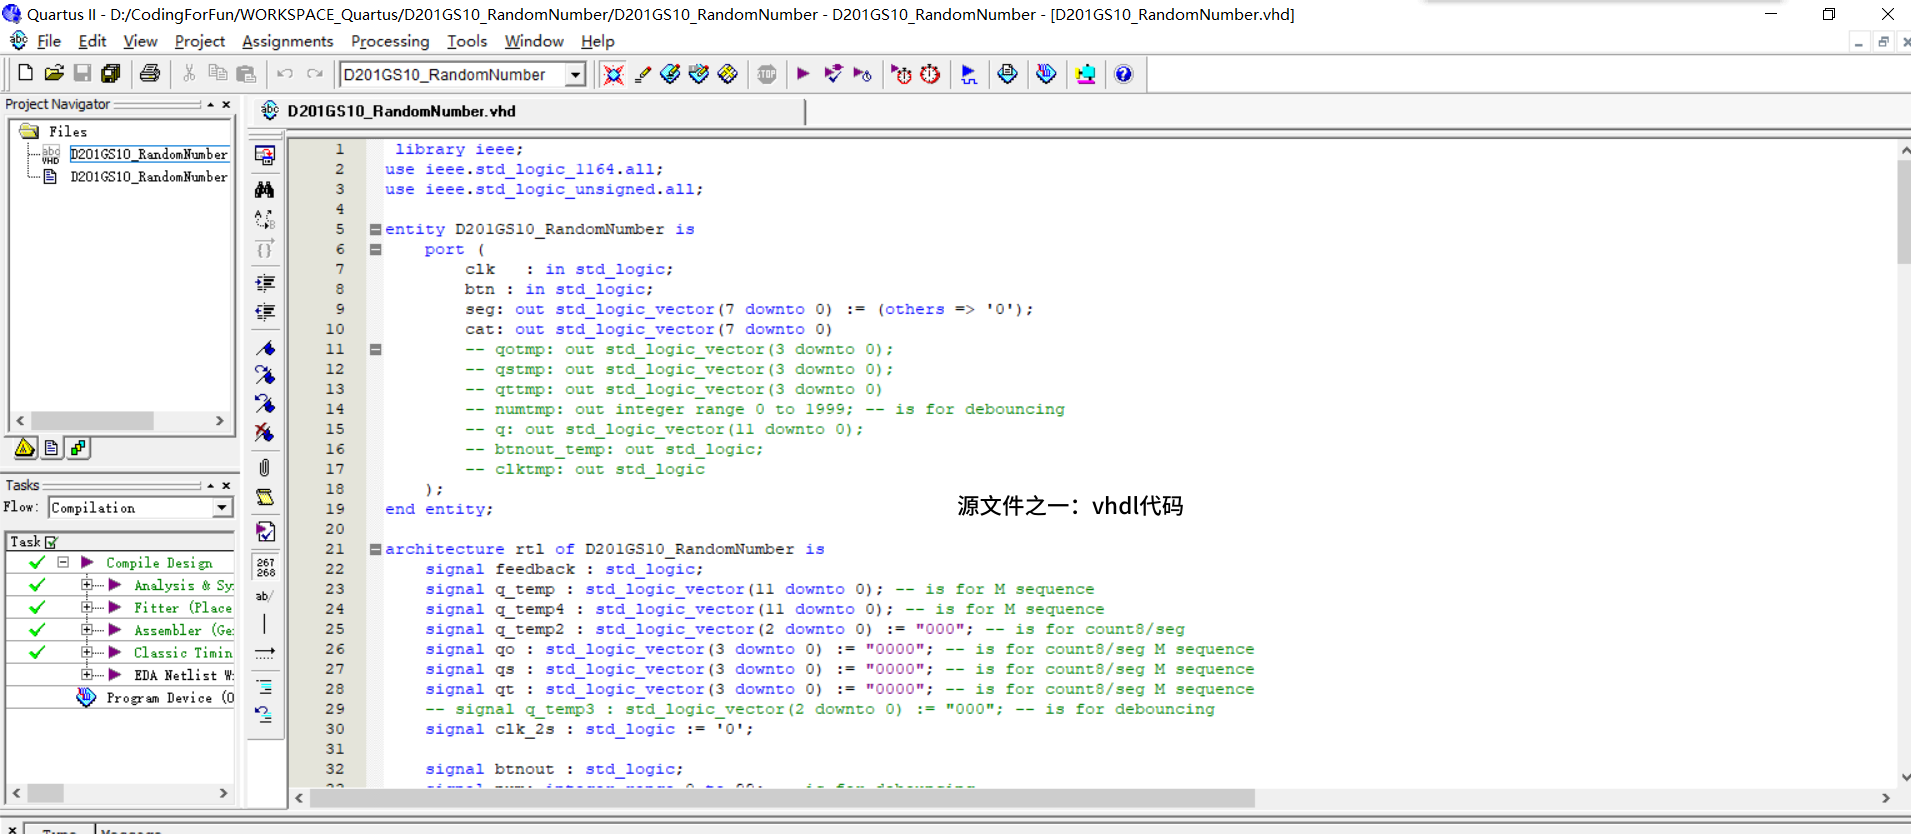 Quartus II - D:/CodingForFun/WORKSPACE_Quartus/D201GS10_RandomNumber/D201GS10_RandomNumber - D201GS10_RandomNumber - [D201GS10_RandomNumber.vhd]
File Edit View Project Assignments Processing Tools Window Help
D201GS10_RandomNumber
Project Navigator
Files
D201GS10_RandomNumber
D201GS10_RandomNumber
Tasks
Flow: Compilation
Task
Compile Design
Analysis & Sy
Fitter (Place
Assembler (Ge
Classic Timin
EDA Netlist W
Program Device (O
D201GS10_RandomNumber.vhd
1 library ieee;
2 use ieee.std_logic_1164.all;
3 use ieee.std_logic_unsigned.all;
4
5 entity D201GS10_RandomNumber is
6 port (
7 clk : in std_logic;
8 btn : in std_logic;
9 seg: out std_logic_vector(7 downto 0) := (others => '0');
10 cat: out std_logic_vector(7 downto 0)
11 -- qotmp: out std_logic_vector(3 downto 0);
12 -- qstmp: out std_logic_vector(3 downto 0);
13 -- qttmp: out std_logic_vector(3 downto 0)
14 -- numtmp: out integer range 0 to 1999; -- is for debouncing
15 -- q: out std_logic_vector(11 downto 0);
16 -- btnout_temp: out std_logic;
17 -- clktmp: out std_logic
18 );
19 end entity;
源文件之一：vhdl代码
20
21 architecture rtl of D201GS10_RandomNumber is
22 signal feedback : std_logic;
23 signal q_temp : std_logic_vector(11 downto 0); -- is for M sequence
24 signal q_temp4 : std_logic_vector(11 downto 0); -- is for M sequence
25 signal q_temp2 : std_logic_vector(2 downto 0) := "000"; -- is for count8/seg
26 signal qo : std_logic_vector(3 downto 0) := "0000"; -- is for count8/seg M sequence
27 signal qs : std_logic_vector(3 downto 0) := "0000"; -- is for count8/seg M sequence
28 signal qt : std_logic_vector(3 downto 0) := "0000"; -- is for count8/seg M sequence
29 -- signal q_temp3 : std_logic_vector(2 downto 0) := "000"; -- is for debouncing
30 signal clk_2s : std_logic := '0';
31
32 signal btnout : std_logic;